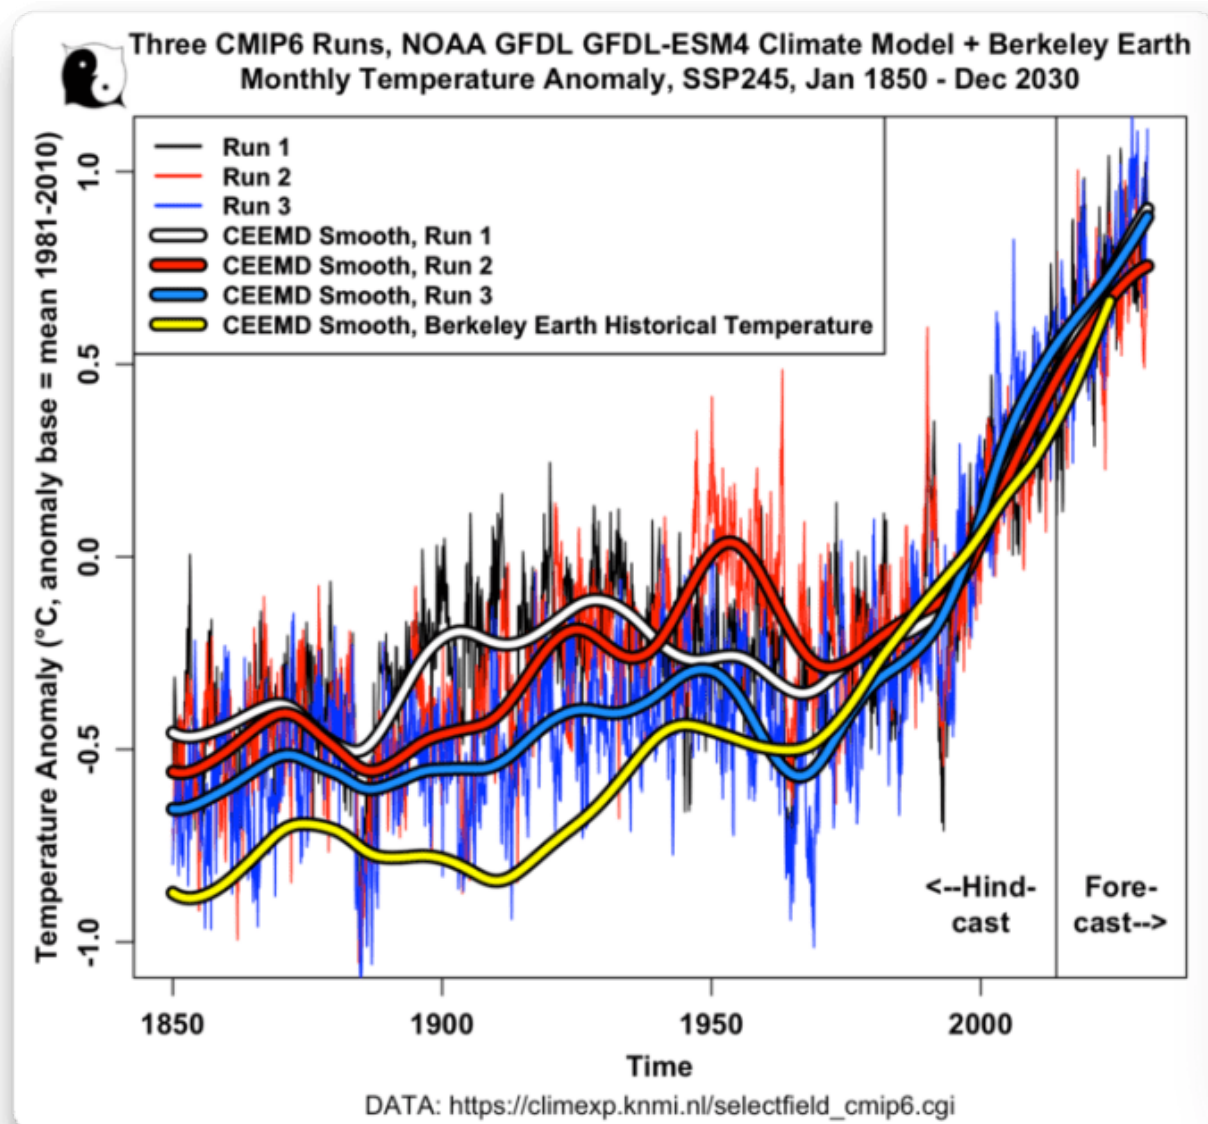 Three CMIP6 Runs, NOAA GFDL GFDL-ESM4 Climate Model + Berkeley Earth
Monthly Temperature Anomaly, SSP245, Jan 1850 - Dec 2030
Run 1
Run 2
Run 3
CEEMD Smooth, Run 1
CEEMD Smooth, Run 2
CEEMD Smooth, Run 3
CEEMD Smooth, Berkeley Earth Historical Temperature
Temperature Anomaly (°C, anomaly base = mean 1981-2010)
1.0
0.5
0.0
-0.5
-1.0
<--Hind-
cast
Fore-
cast-->
1850
1900
1950
2000
Time
DATA: https://climexp.knmi.nl/selectfield_cmip6.cgi